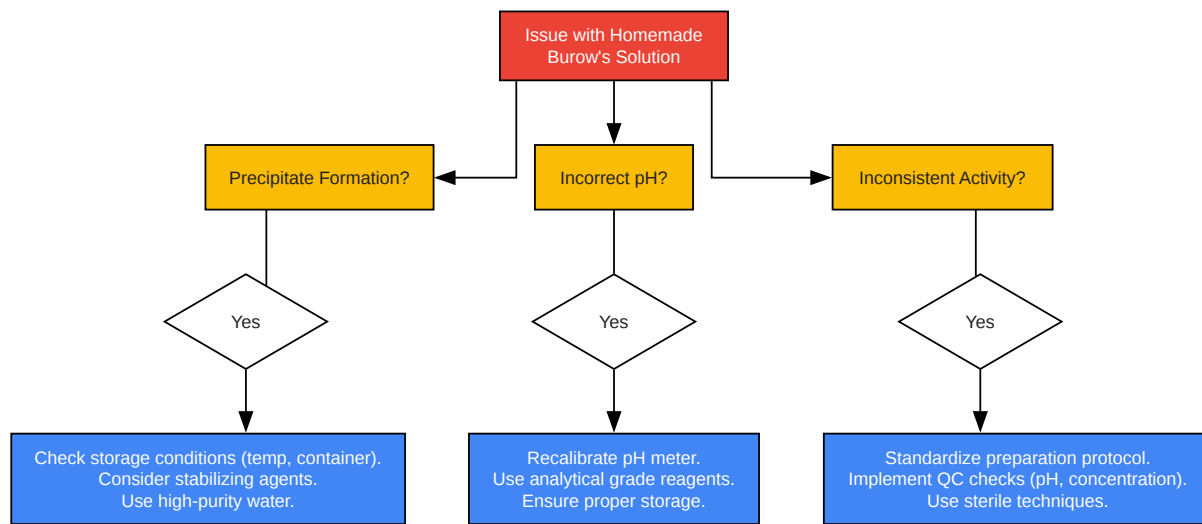 Issue with Homemade
Burow's Solution
Precipitate Formation?
Incorrect pH?
Inconsistent Activity?
Yes
Yes
Yes
Check storage conditions (temp, container).
Consider stabilizing agents.
Use high-purity water.
Recalibrate pH meter.
Use analytical grade reagents.
Ensure proper storage.
Standardize preparation protocol.
Implement QC checks (pH, concentration).
Use sterile techniques.